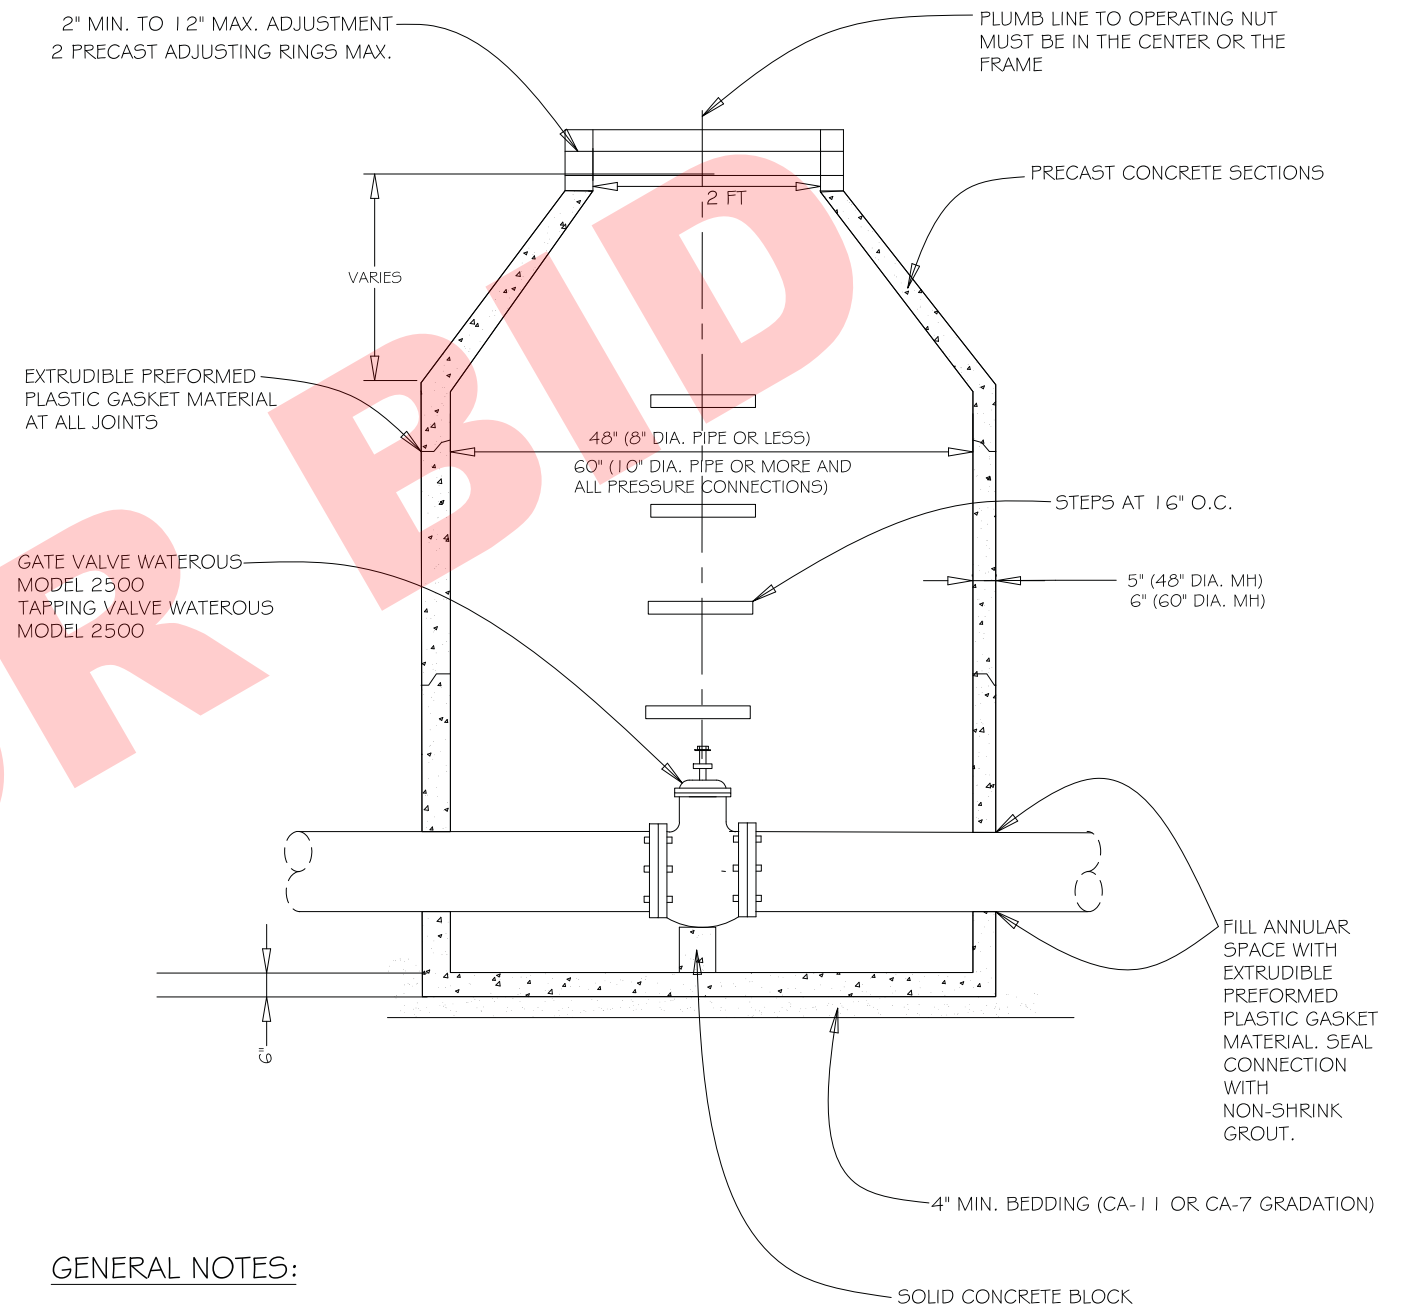 2" MIN. TO 12" MAX. ADJUSTMENT
2 PRECAST ADJUSTING RINGS MAX.
PLUMB LINE TO OPERATING NUT
MUST BE IN THE CENTER OR THE
FRAME
PRECAST CONCRETE SECTIONS
2 FT
VARIES
EXTRUDIBLE PREFORMED
PLASTIC GASKET MATERIAL
AT ALL JOINTS
48" (8" DIA. PIPE OR LESS)
60" (10" DIA. PIPE OR MORE AND
ALL PRESSURE CONNECTIONS)
STEPS AT 16" O.C.
GATE VALVE WATEROUS
MODEL 2500
TAPPING VALVE WATEROUS
MODEL 2500
5" (48" DIA. MH)
6" (60" DIA. MH)
FILL ANNULAR
SPACE WITH
EXTRUDIBLE
PREFORMED
PLASTIC GASKET
MATERIAL. SEAL
CONNECTION
WITH
NON-SHRINK
GROUT.
6"
4" MIN. BEDDING (CA-11 OR CA-7 GRADATION)
SOLID CONCRETE BLOCK
GENERAL NOTES:
R BID